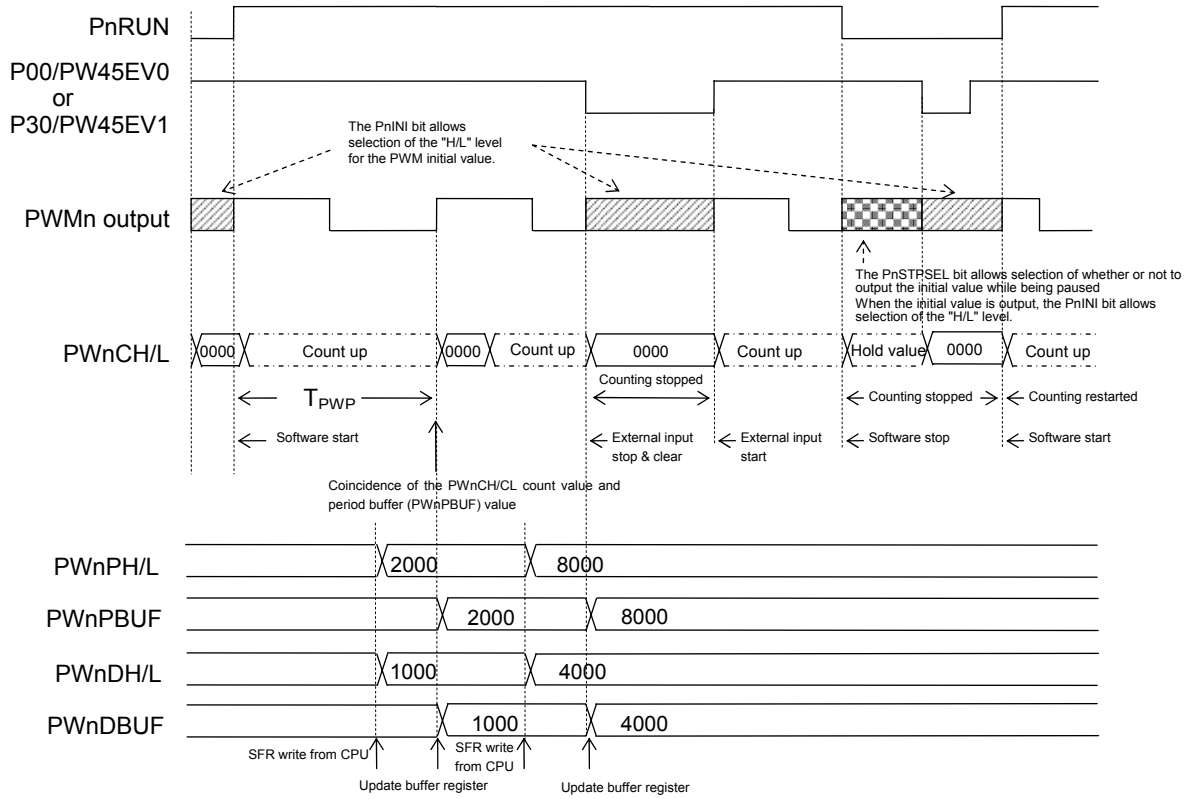 PnRUN
P00/PW45EV0
or
P30/PW45EV1
The PnINI bit allows
selection of the "H/L" level
for the PWM initial value.
PWMn output
The PnSTPSEL bit allows selection of whether or not to
output the initial value while being paused
When the initial value is output, the PnINI bit allows
selection of the "H/L" level.
PWnCH/L
0000
Count up
0000
Count up
0000
Count up
Hold value
0000
Count up
TPWP
Counting stopped
Counting stopped
Counting restarted
Software start
External input
stop & clear
External input
start
Software stop
Software start
Coincidence of the PWnCH/CL count value and
period buffer (PWnPBUF) value
PWnPH/L
2000
8000
PWnPBUF
2000
8000
PWnDH/L
1000
4000
PWnDBUF
1000
4000
SFR write from CPU
SFR write
from CPU
Update buffer register
Update buffer register